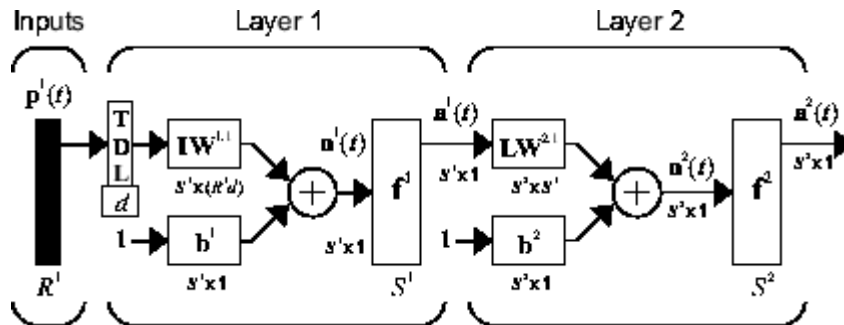 Inputs Layer 1 Layer 2
p¹(t) a¹(t) a²(t)
T D L IW¹·¹ n¹(t) LW²·¹ n²(t)
S¹x1 S²x1
d S¹x(R¹d) f¹ S²xS¹ f²
S²x1
1 b¹ S¹x1 1 b²
R¹ S¹x1 S¹ S²x1 S²